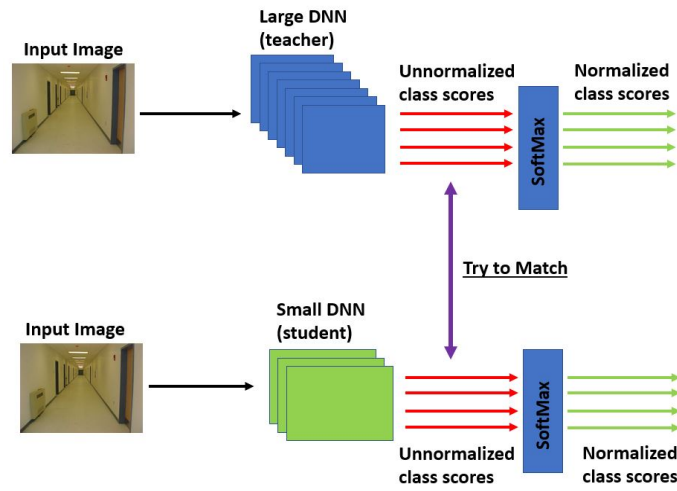 Large DNN
(teacher)
Input Image
Unnormalized
class scores
Normalized
class scores
SoftMax
Try to Match
Small DNN
(student)
Input Image
SoftMax
Unnormalized
class scores
Normalized
class scores